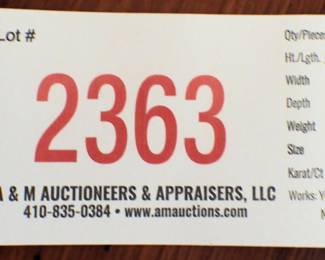 Lot #
2363
A & M AUCTIONEERS & APPRAISERS, LLC
410-835-0384 • www.amauctions.com
Qty/Pieces
Ht./Lgth.
Width
Depth
Weight
Size
Karat/Ct
Works: Y